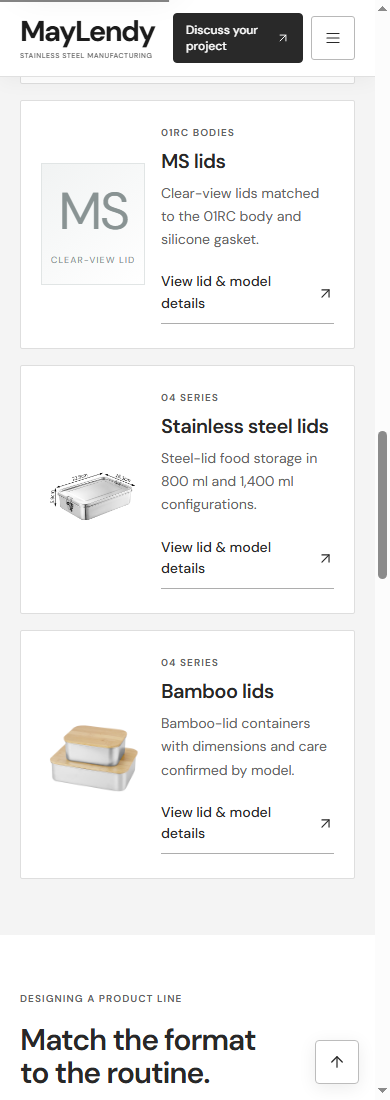 MayLendy
STAINLESS STEEL MANUFACTURING
Discuss your
project
01RC BODIES
MS lids
Clear-view lids matched
to the 01RC body and
silicone gasket.
MS
CLEAR-VIEW LID
View lid & model
details
04 SERIES
Stainless steel lids
Steel-lid food storage in
800 ml and 1,400 ml
configurations.
View lid & model
details
04 SERIES
Bamboo lids
Bamboo-lid containers
with dimensions and care
confirmed by model.
View lid & model
details
DESIGNING A PRODUCT LINE
Match the format
to the routine.